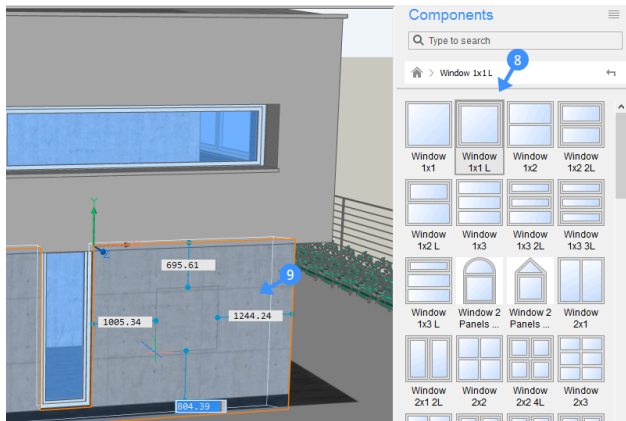 Components
Type to search
8
Window 1x1 L
Window
1x1
Window
1x1 L
Window
1x2
Window
1x2 2L
Window
1x2 L
Window
1x3
Window
1x3 2L
Window
1x3 3L
Window
1x3 L
Window 2
Panels ...
Window 2
Panels ...
Window
2x1
Window
2x1 2L
Window
2x2
Window
2x2 4L
Window
2x3
Y
695.61
9
1005.34
1244.24
804.39